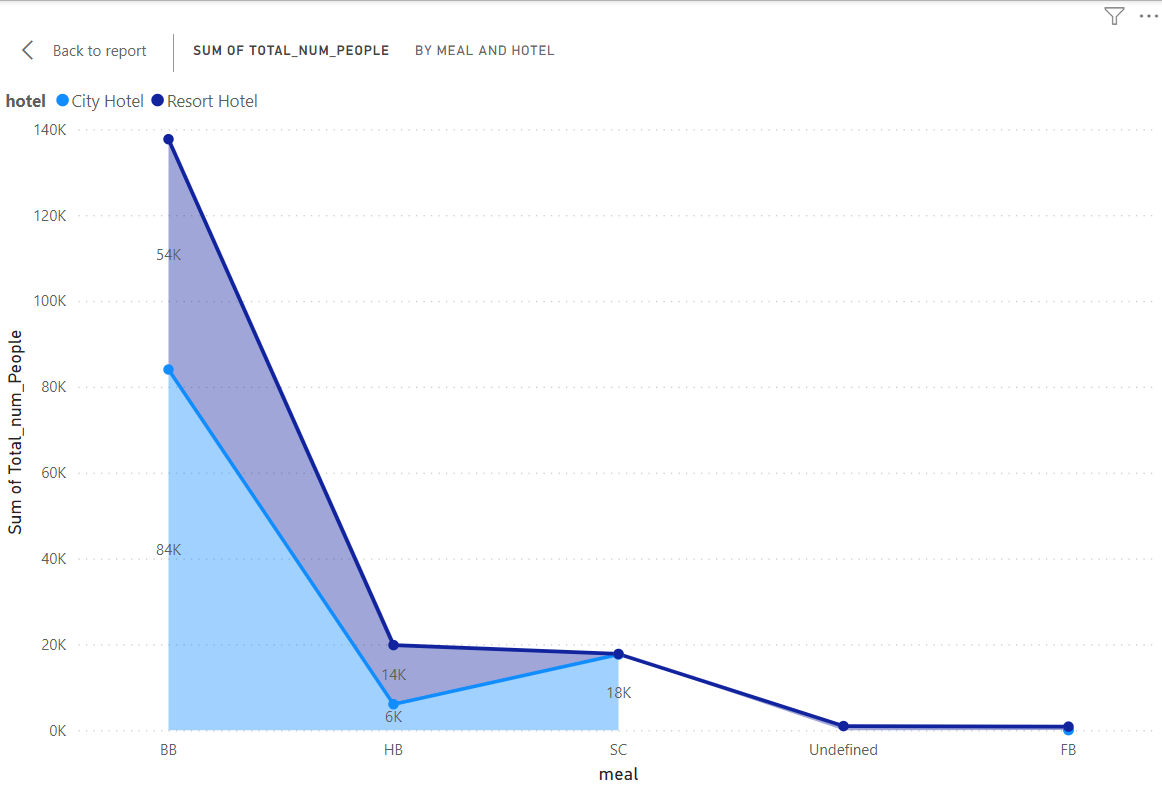 Back to report SUM OF TOTAL_NUM_PEOPLE BY MEAL AND HOTEL
hotel City Hotel Resort Hotel
140K
120K
100K
80K
60K
40K
20K
0K
Sum of Total_num_People
54K
84K
14K
6K
18K
BB HB SC Undefined FB
meal